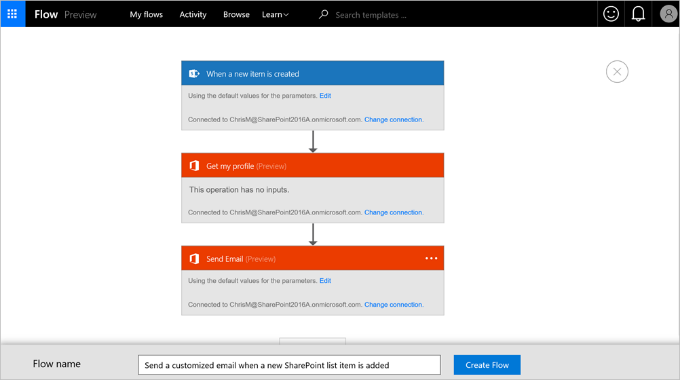 Flow Preview My flows Activity Browse Learn Search templates ...
When a new item is created
Using the default values for the parameters. Edit
Connected to ChrisM@SharePoint2016A.onmicrosoft.com. Change connection.
Get my profile (Preview)
This operation has no inputs.
Connected to ChrisM@SharePoint2016A.onmicrosoft.com. Change connection.
Send Email (Preview)
Using the default values for the parameters. Edit
Connected to ChrisM@SharePoint2016A.onmicrosoft.com. Change connection.
Flow name Send a customized email when a new SharePoint list item is added Create Flow